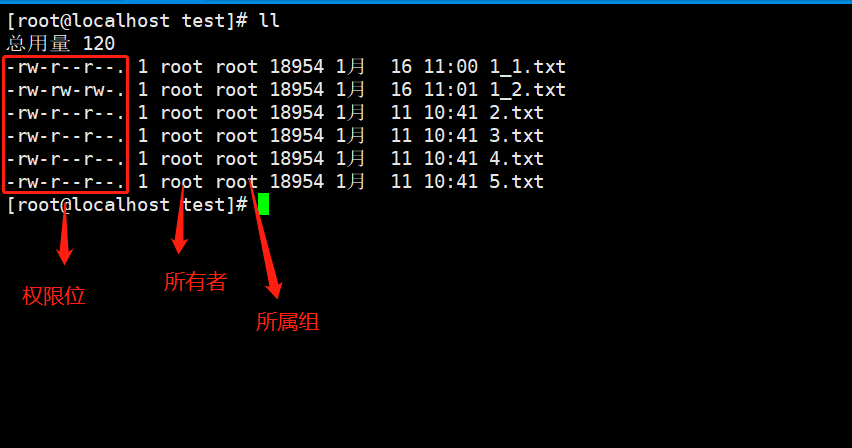 [root@localhost test]# ll
总用量 120
-rw-r--r--. 1 root root 18954 1月  16 11:00 1_1.txt
-rw-rw-rw-. 1 root root 18954 1月  16 11:01 1_2.txt
-rw-r--r--. 1 root root 18954 1月  11 10:41 2.txt
-rw-r--r--. 1 root root 18954 1月  11 10:41 3.txt
-rw-r--r--. 1 root root 18954 1月  11 10:41 4.txt
-rw-r--r--. 1 root root 18954 1月  11 10:41 5.txt
[root@localhost test]#
权限位
所有者
所属组